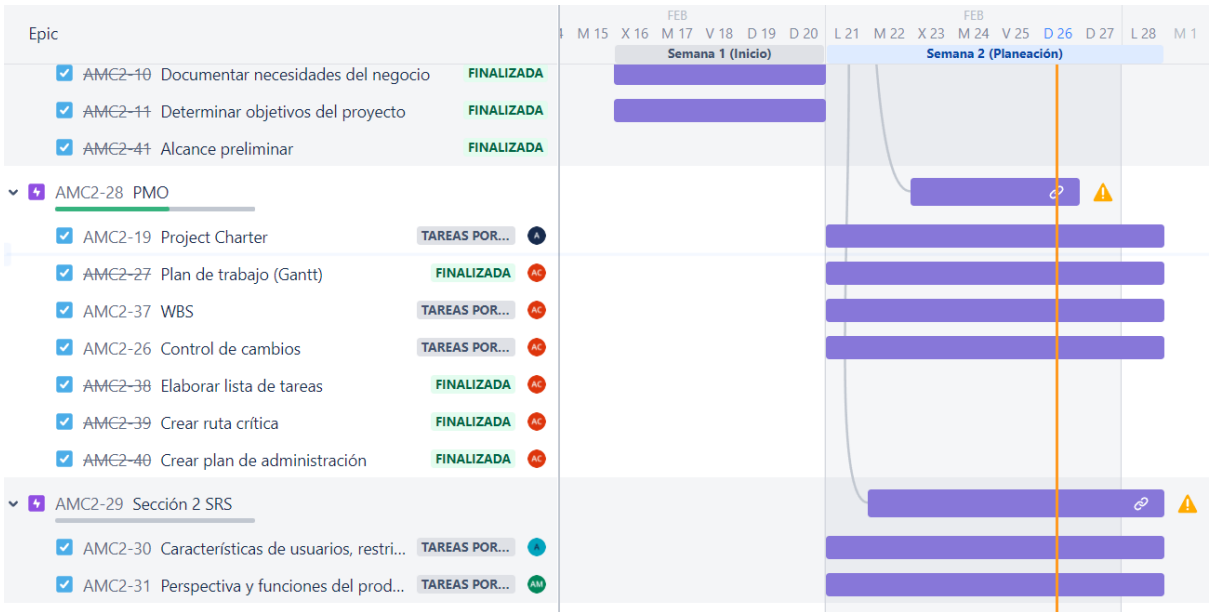 FEB FEB
Epic M 15 X 16 M 17 V 18 D 19 D 20 L 21 M 22 X 23 M 24 V 25 D 26 D 27 L 28 M 1
Semana 1 (Inicio) Semana 2 (Planeación)
AMC2-10 Documentar necesidades del negocio FINALIZADA
AMC2-11 Determinar objetivos del proyecto FINALIZADA
AMC2-41 Alcance preliminar FINALIZADA
AMC2-28 PMO
AMC2-19 Project Charter TAREAS POR... A
AMC2-27 Plan de trabajo (Gantt) FINALIZADA AC
AMC2-37 WBS TAREAS POR... AC
AMC2-26 Control de cambios TAREAS POR... AC
AMC2-38 Elaborar lista de tareas FINALIZADA AC
AMC2-39 Crear ruta crítica FINALIZADA AC
AMC2-40 Crear plan de administración FINALIZADA AC
AMC2-29 Sección 2 SRS
AMC2-30 Características de usuarios, restri... TAREAS POR... A
AMC2-31 Perspectiva y funciones del prod... TAREAS POR... AM